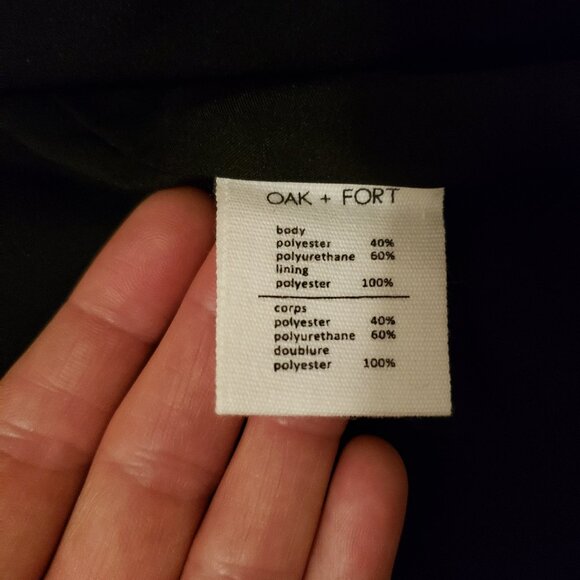 OAK + FORT
body
polyester 40%
polyurethane 60%
lining
polyester 100%
corps
polyester 40%
polyurethane 60%
doublure
polyester 100%